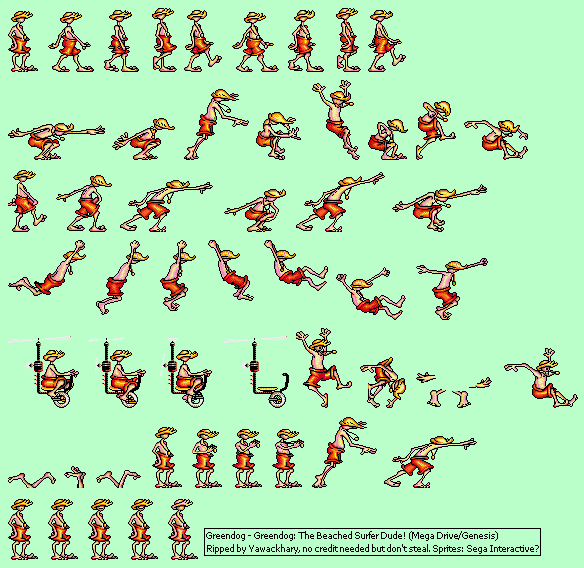 Greendog - Greendog: The Beached Surfer Dude! (Mega Drive/Genesis)
Ripped by Yawackhary, no credit needed but don't steal. Sprites: Sega Interactive?